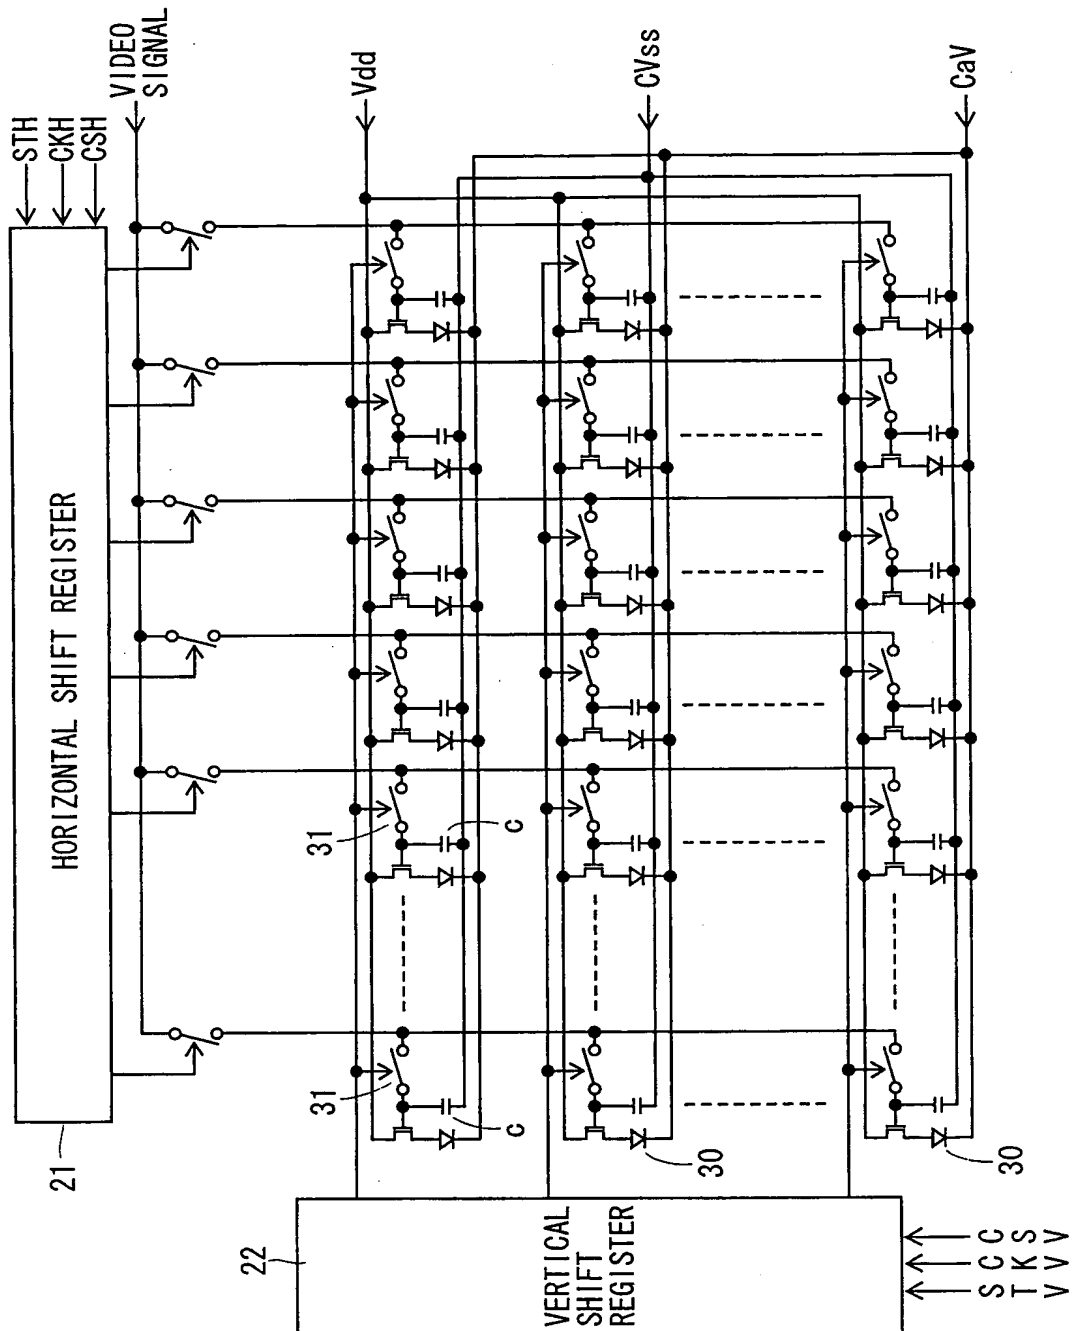 STH
CKH
CSH
VIDEO
SIGNAL
HORIZONTAL SHIFT REGISTER
21
Vdd
CVss
CaV
31
C
31
C
30
30
22
VERTICAL
SHIFT
REGISTER
STV
CKV
CSV